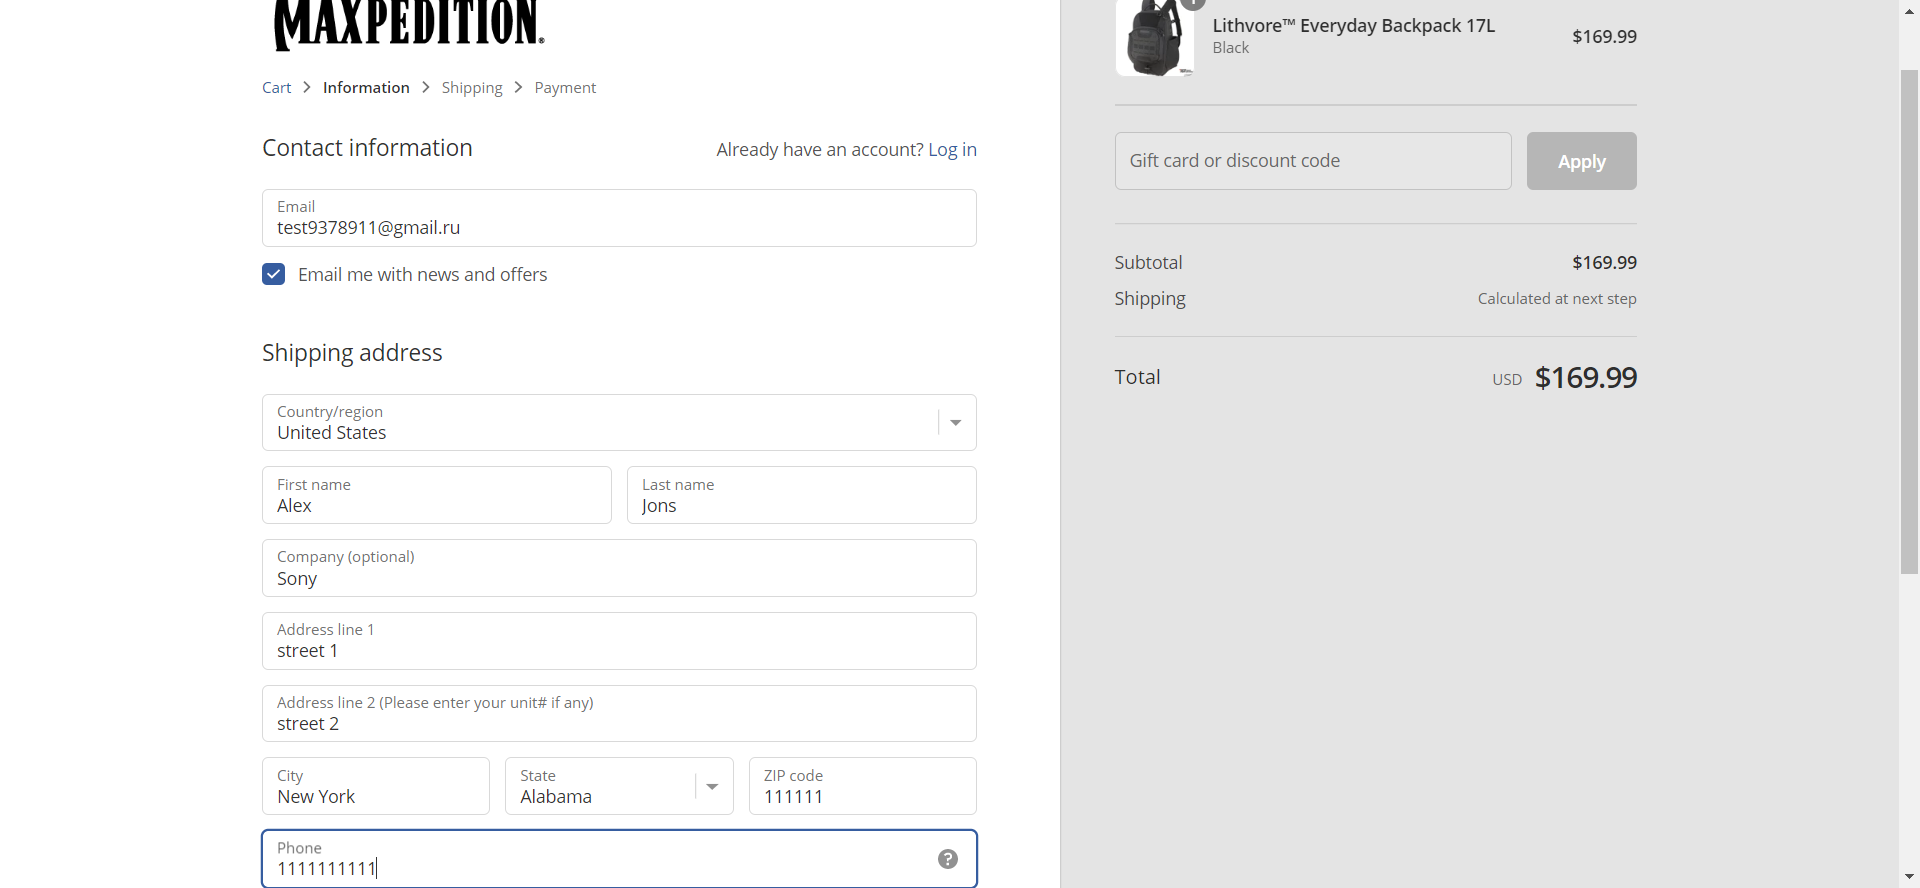 MAXPEDITION®
Cart > Information > Shipping > Payment
Contact information
Already have an account? Log in
Email
test9378911@gmail.ru
Email me with news and offers
Shipping address
Country/region
United States
First name
Alex
Last name
Jons
Company (optional)
Sony
Address line 1
street 1
Address line 2 (Please enter your unit# if any)
street 2
City
New York
State
Alabama
ZIP code
111111
Phone
1111111111
?
Lithvore™ Everyday Backpack 17L
Black
$169.99
Gift card or discount code
Apply
Subtotal
$169.99
Shipping
Calculated at next step
Total
USD $169.99